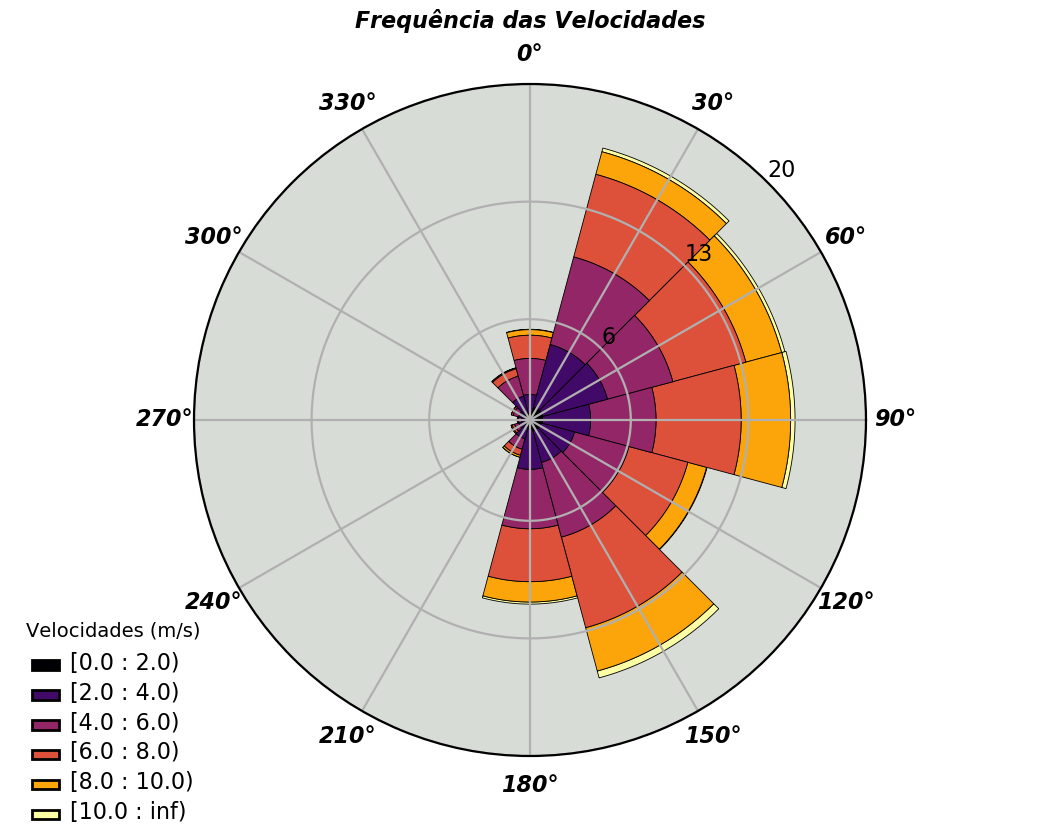 Frequência das Velocidades
0°
330°
30°
20
300°
60°
13
6
270°
90°
240°
120°
210°
150°
180°
Velocidades (m/s)
[0.0 : 2.0)
[2.0 : 4.0)
[4.0 : 6.0)
[6.0 : 8.0)
[8.0 : 10.0)
[10.0 : inf)